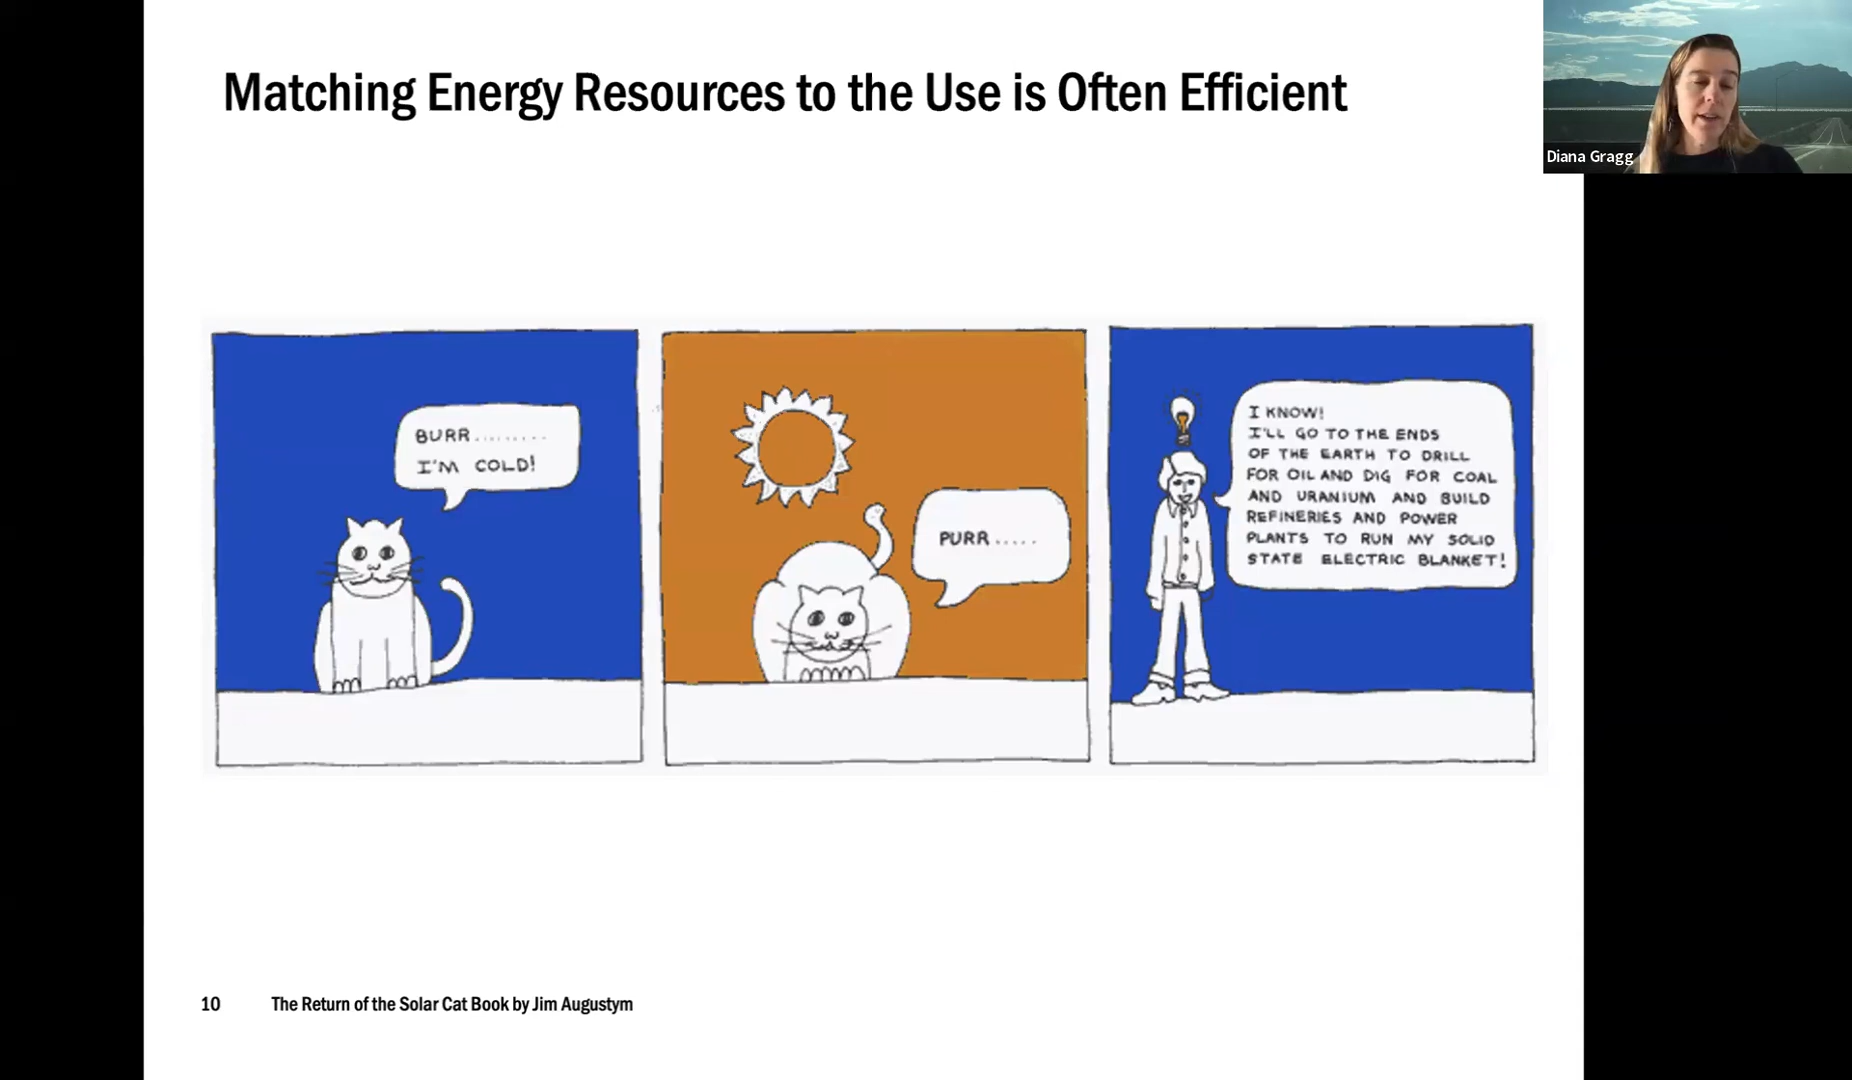 Matching Energy Resources to the Use is Often Efficient
Diana Gragg
BURR.........
I'M COLD!
PURR.....
I KNOW!
I'LL GO TO THE ENDS
OF THE EARTH TO DRILL
FOR OIL AND DIG FOR COAL
AND URANIUM AND BUILD
REFINERIES AND POWER
PLANTS TO RUN MY SOLID
STATE ELECTRIC BLANKET!
10
The Return of the Solar Cat Book by Jim Augustym